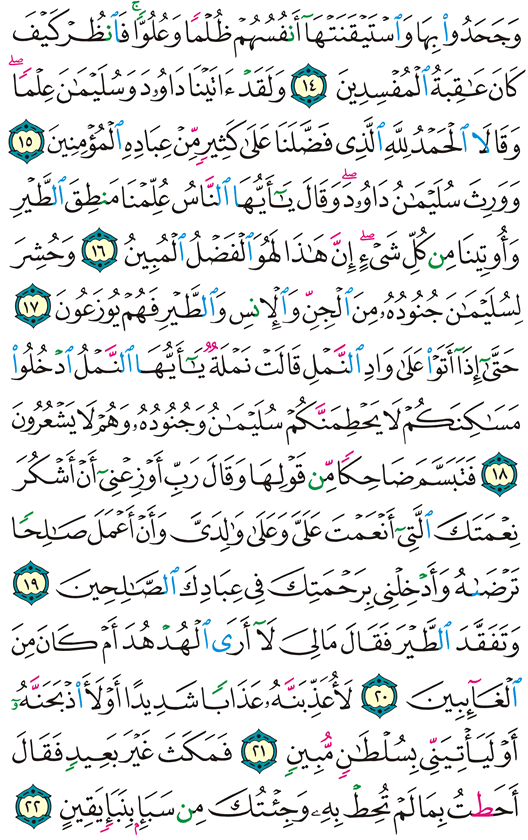 وَجَحَدُوا۟ بِهَا وَٱسْتَيْقَنَتْهَآ أَنفُسُهُمْ ظُلْمًا وَعُلُوًّا ۚ فَٱنظُرْ كَيْفَ
كَانَ عَـٰقِبَةُ ٱلْمُفْسِدِينَ ١٤ وَلَقَدْ ءَاتَيْنَا دَاوُۥدَ وَسُلَيْمَـٰنَ عِلْمًا ۖ
وَقَالَا ٱلْحَمْدُ لِلَّهِ ٱلَّذِى فَضَّلَنَا عَلَىٰ كَثِيرٍ مِّنْ عِبَادِهِ ٱلْمُؤْمِنِينَ ١٥
وَوَرِثَ سُلَيْمَـٰنُ دَاوُۥدَ ۖ وَقَالَ يَـٰٓأَيُّهَا ٱلنَّاسُ عُلِّمْنَا مَنطِقَ ٱلطَّيْرِ
وَأُوتِينَا مِن كُلِّ شَىْءٍ ۖ إِنَّ هَـٰذَا لَهُوَ ٱلْفَضْلُ ٱلْمُبِينُ ١٦ وَحُشِرَ
لِسُلَيْمَـٰنَ جُنُودُهُۥ مِنَ ٱلْجِنِّ وَٱلْإِنسِ وَٱلطَّيْرِ فَهُمْ يُوزَعُونَ ١٧
حَتَّىٰٓ إِذَآ أَتَوْا۟ عَلَىٰ وَادِ ٱلنَّمْلِ قَالَتْ نَمْلَةٌ يَـٰٓأَيُّهَا ٱلنَّمْلُ ٱدْخُلُوا۟
مَسَـٰكِنَكُمْ لَا يَحْطِمَنَّكُمْ سُلَيْمَـٰنُ وَجُنُودُهُۥ وَهُمْ لَا يَشْعُرُونَ
١٨ فَتَبَسَّمَ ضَاحِكًا مِّن قَوْلِهَا وَقَالَ رَبِّ أَوْزِعْنِىٓ أَنْ أَشْكُرَ
نِعْمَتَكَ ٱلَّتِىٓ أَنْعَمْتَ عَلَىَّ وَعَلَىٰ وَٰلِدَىَّ وَأَنْ أَعْمَلَ صَـٰلِحًا
تَرْضَىٰهُ وَأَدْخِلْنِى بِرَحْمَتِكَ فِى عِبَادِكَ ٱلصَّـٰلِحِينَ ١٩
وَتَفَقَّدَ ٱلطَّيْرَ فَقَالَ مَالِىَ لَآ أَرَى ٱلْهُدْهُدَ أَمْ كَانَ مِنَ
ٱلْغَآئِبِينَ ٢٠ لَأُعَذِّبَنَّهُۥ عَذَابًا شَدِيدًا أَوْ لَأَا۟ذْبَحَنَّهُۥٓ
أَوْ لَيَأْتِيَنِّى بِسُلْطَـٰنٍ مُّبِينٍ ٢١ فَمَكَثَ غَيْرَ بَعِيدٍ فَقَالَ
أَحَطتُ بِمَا لَمْ تُحِطْ بِهِۦ وَجِئْتُكَ مِن سَبَإٍۭ بِنَبَإٍ يَقِينٍ ٢٢